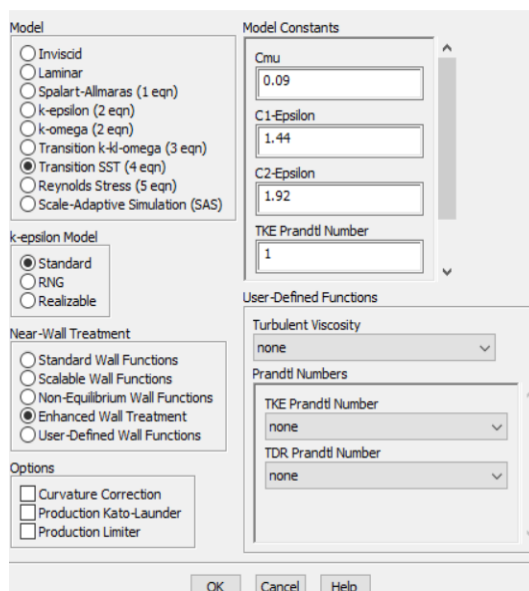 Model
Inviscid
Laminar
Spalart-Allmaras (1 eqn)
k-epsilon (2 eqn)
k-omega (2 eqn)
Transition k-kl-omega (3 eqn)
Transition SST (4 eqn)
Reynolds Stress (5 eqn)
Scale-Adaptive Simulation (SAS)
k-epsilon Model
Standard
RNG
Realizable
Near-Wall Treatment
Standard Wall Functions
Scalable Wall Functions
Non-Equilibrium Wall Functions
Enhanced Wall Treatment
User-Defined Wall Functions
Options
Curvature Correction
Production Kato-Launder
Production Limiter
Model Constants
Cmu
0.09
C1-Epsilon
1.44
C2-Epsilon
1.92
TKE Prandtl Number
1
User-Defined Functions
Turbulent Viscosity
none
Prandtl Numbers
TKE Prandtl Number
none
TDR Prandtl Number
none
OK Cancel Help